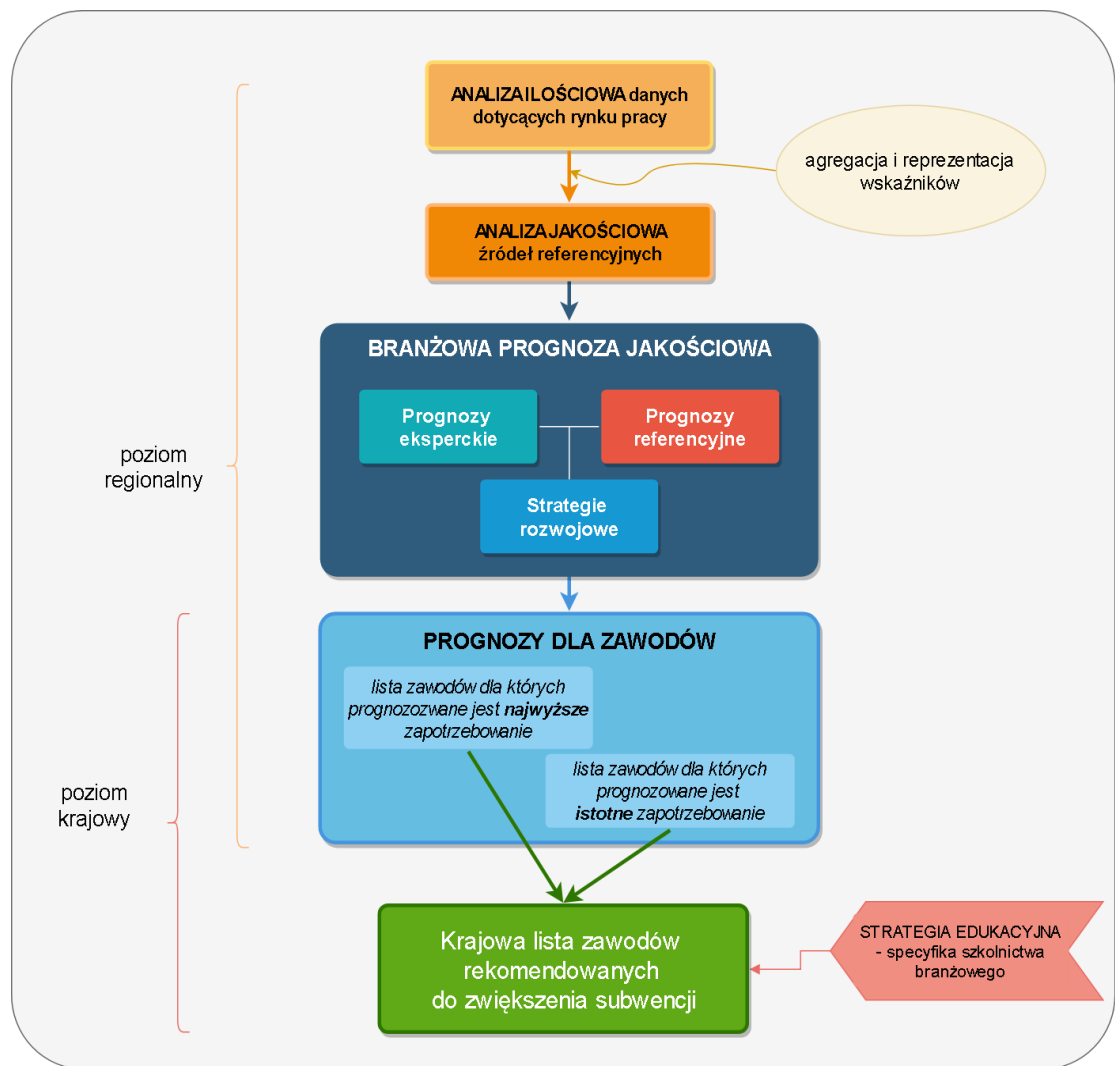 ANALIZA ILOŚCIOWA danych
dotycących rynku pracy
agregacja i reprezentacja
wskaźników
ANALIZA JAKOŚCIOWA
źródeł referencyjnych
BRANŻOWA PROGNOZA JAKOŚCIOWA
Prognozy
eksperckie
Prognozy
referencyjne
Strategie
rozwojowe
poziom
regionalny
PROGNOZY DLA ZAWODÓW
lista zawodów dla których
prognozozwane jest najwyższe
zapotrzebowanie
lista zawodów dla których
prognozowane jest
istotne zapotrzebowanie
poziom
krajowy
Krajowa lista zawodów
rekomendowanych
do zwiększenia subwencji
STRATEGIA EDUKACYJNA
- specyfika szkolnictwa
branżowego